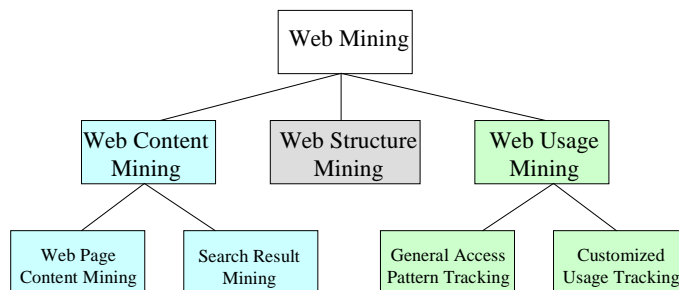 Web Mining
Web Content
Mining
Web Structure
Mining
Web Usage
Mining
Web Page
Content Mining
Search Result
Mining
General Access
Pattern Tracking
Customized
Usage Tracking